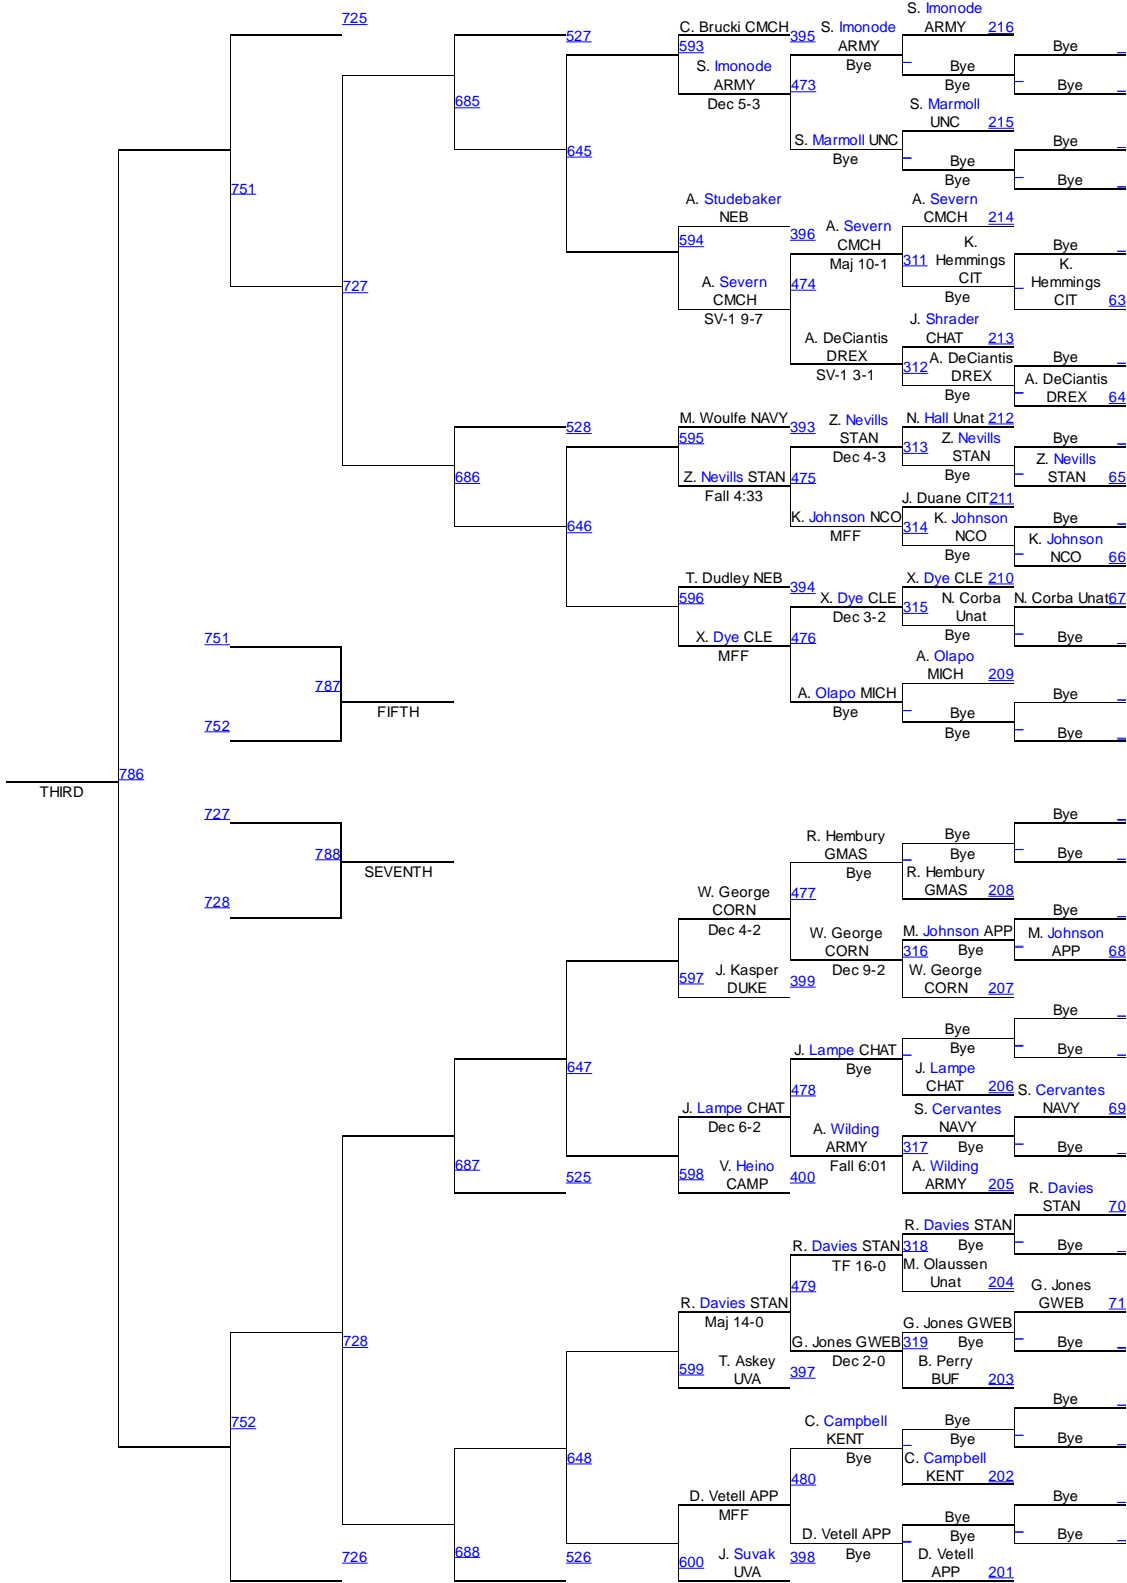 S. Imonode
725
C. Brucki CMCH 395 S. Imonode ARMY 216
527
593 ARMY Bye
S. Imonode Bye Bye
ARMY 473 Bye Bye
685
Dec 5-3 S. Marmoll
UNC 215
S. Marmoll UNC Bye
645
Bye Bye
Bye Bye
751
A. Studebaker A. Severn
NEB CMCH 214
396 A. Severn
594 CMCH K. Bye
Maj 10-1 311 Hemmings K.
A. Severn CIT Hemmings
727 CMCH 474 Bye CIT 63
SV-1 9-7 J. Shrader
A. DeCiantis CHAT 213
DREX 312 A. DeCiantis Bye
SV-1 3-1 DREX A. DeCiantis
Bye DREX 64
528 M. Woulfe NAVY 393 Z. Nevills N. Hall Unat 212
595 STAN Z. Nevills Bye
Dec 4-3 313 STAN Z. Nevills
686 Z. Nevills STAN 475 Bye STAN 65
Fall 4:33 J. Duane CIT 211
K. Johnson NCO K. Johnson Bye
646 MFF 314 NCO K. Johnson
Bye NCO 66
T. Dudley NEB X. Dye CLE 210
394
596 X. Dye CLE N. Corba N. Corba Unat 67
315 Unat
Dec 3-2
751 X. Dye CLE 476 Bye Bye
MFF A. Olapo
787 MICH 209
A. Olapo MICH Bye
FIFTH Bye Bye
752 Bye Bye
786
THIRD
727 Bye
R. Hembury Bye
788 GMAS Bye Bye
SEVENTH Bye R. Hembury
W. George 477 GMAS 208
728 CORN Bye
Dec 4-2 W. George M. Johnson APP M. Johnson
CORN 316 Bye APP 68
597 J. Kasper 399 Dec 9-2 W. George
DUKE CORN 207
Bye
Bye
J. Lampe CHAT Bye Bye
647 Bye J. Lampe
478 CHAT 206 S. Cervantes
J. Lampe CHAT S. Cervantes NAVY 69
Dec 6-2 A. Wilding NAVY
ARMY 317 Bye Bye
687 V. Heino Fall 6:01 A. Wilding
525 598 CAMP 400 ARMY 205 R. Davies
STAN 70
R. Davies STAN
R. Davies STAN 318 Bye Bye
TF 16-0 M. Olaussen
479 Unat 204 G. Jones
R. Davies STAN GWEB 71
Maj 14-0 G. Jones GWEB
728 G. Jones GWEB 319 Bye Bye
599 T. Askey 397 Dec 2-0 B. Perry
UVA BUF 203
Bye
752 C. Campbell Bye
KENT Bye Bye
648 Bye C. Campbell
480 KENT 202
D. Vetell APP Bye
MFF Bye
D. Vetell APP Bye Bye
726 688 526 600 J. Suvak 398 Bye D. Vetell
UVA APP 201